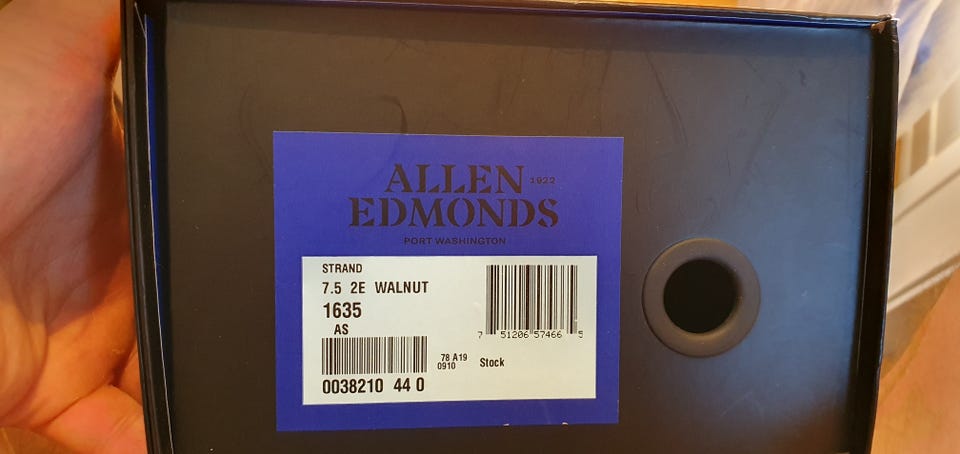 ALLEN 1922
EDMONDS
PORT WASHINGTON
STRAND
7.5 2E WALNUT
1635
AS
7 51206 57466 5
78 A19
0910
Stock
0038210 44 0